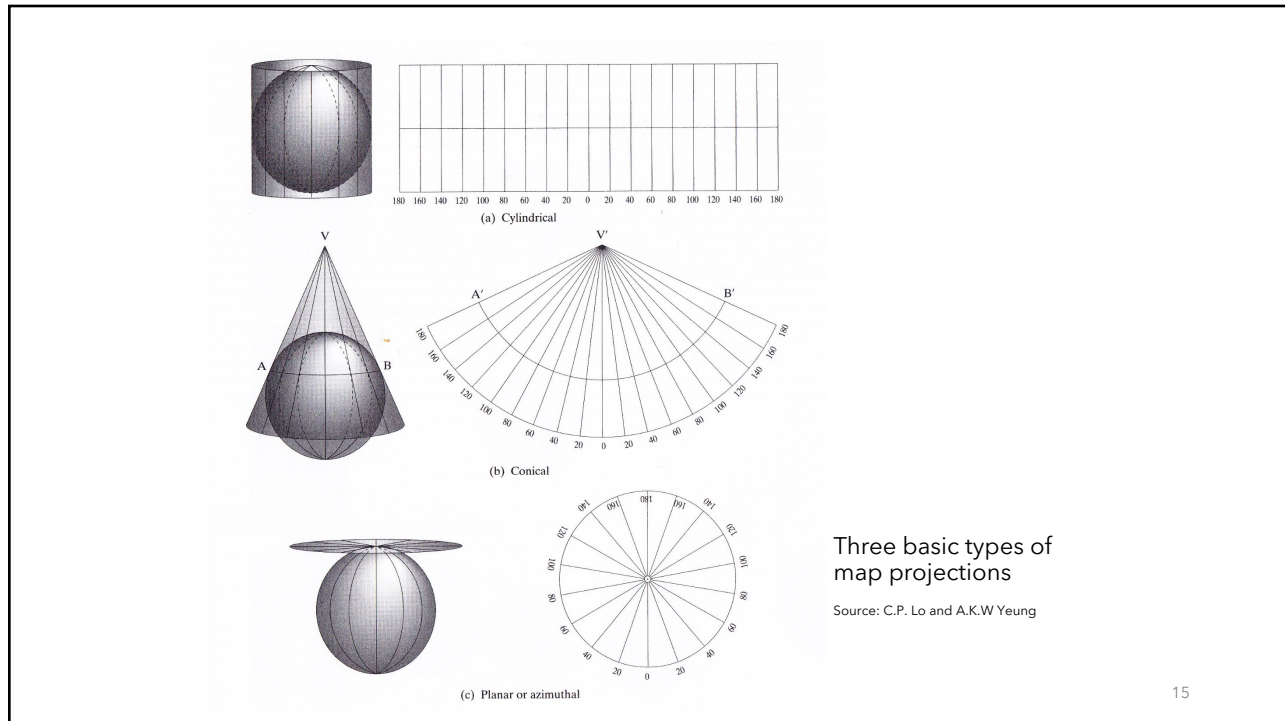 180 160 140 120 100 80 60 40 20 0 20 40 60 80 100 120 140 160 180
(a) Cylindrical
V
V'
A'
B'
A
B
180 160 140 120 100 80 60 40 20 0 20 40 60 80 100 120 140 160 180
(b) Conical
180
160 160
140 140
120 120
100 100
80 80
60 60
40 40
20 20
0
(c) Planar or azimuthal
Three basic types of
map projections
Source: C.P. Lo and A.K.W Yeung
15